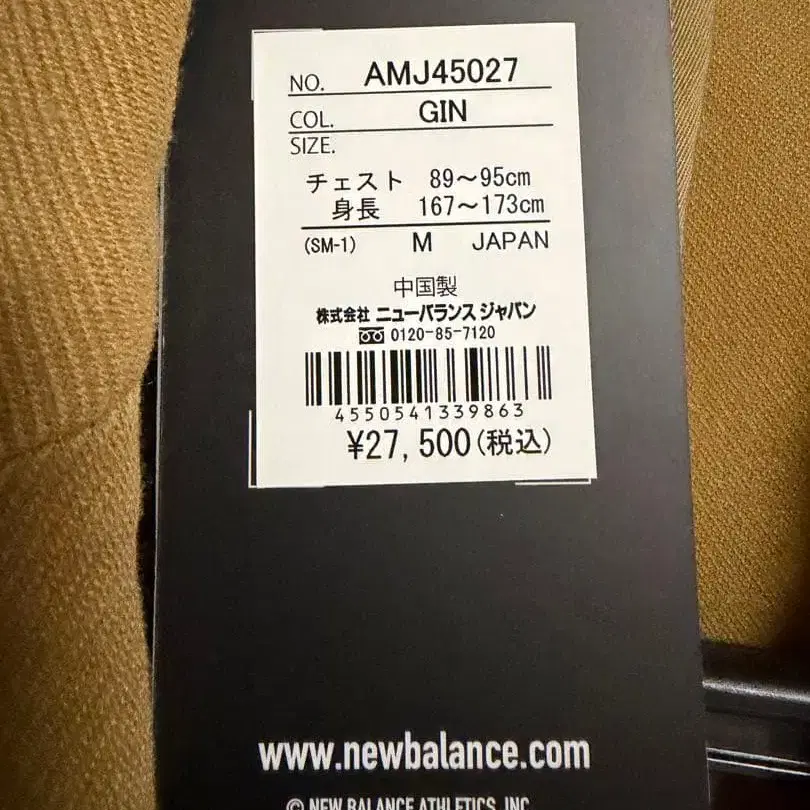 NO. AMJ45027
COL. GIN
SIZE.
チェスト 89〜95cm
身長 167〜173cm
(SM-1) M JAPAN
中国製
株式会社 ニューバランス ジャパン
0120-85-7120
4550541339863
¥27,500(税込)
www.newbalance.com
© NEW BALANCE ATHLETICS, INC.